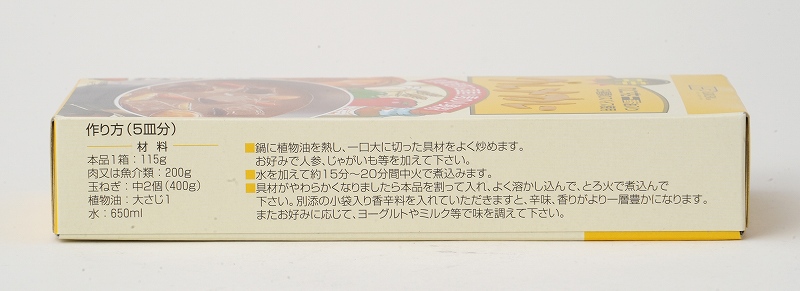 作り方（5皿分）
材料
本品1箱：115g
肉又は魚介類：200g
玉ねぎ：中2個（400g）
植物油：大さじ1
水：650ml
■鍋に植物油を熱し、一口大に切った具材をよく炒めます。
お好みで人参、じゃがいも等を加えて下さい。
■水を加えて約15分〜20分間中火で煮込みます。
■具材がやわらかくなりましたら本品を割って入れ、よく溶かし込んで、とろ火で煮込んで
下さい。別添の小袋入り香辛料を入れていただきますと、辛味、香りがより一層豊かになります。
またお好みに応じて、ヨーグルトやミルク等で味を調えて下さい。